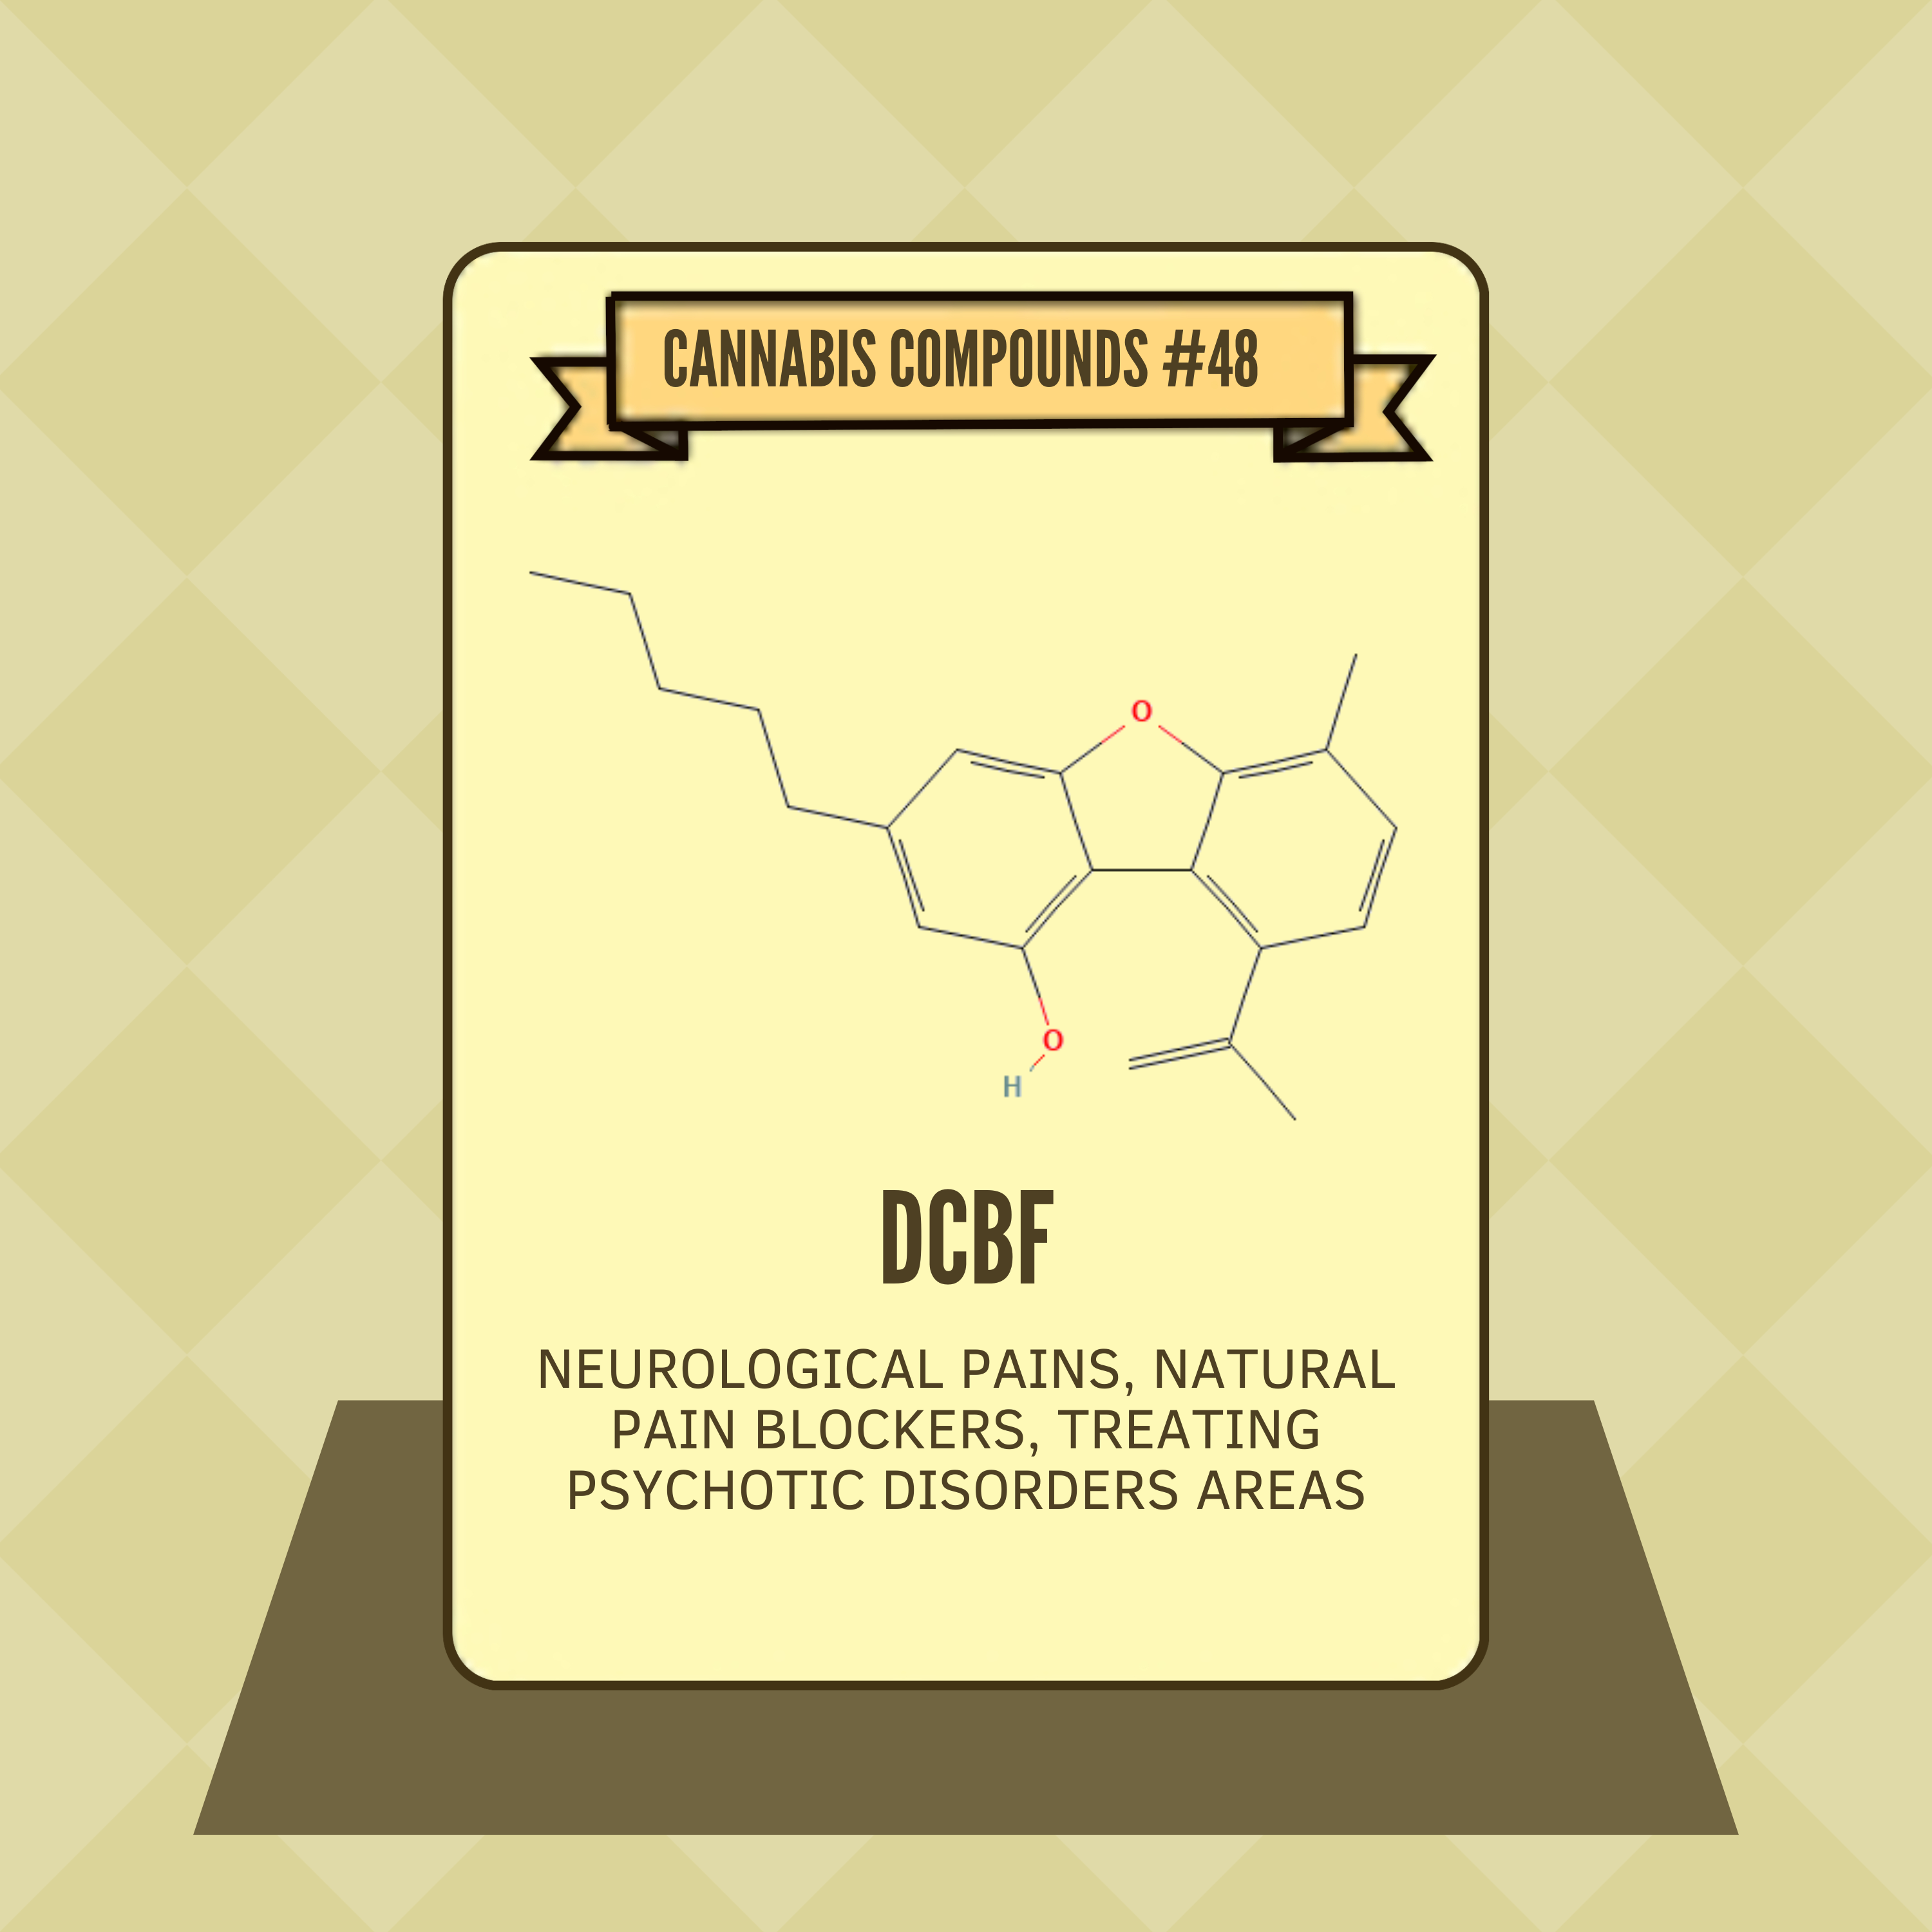 CANNABIS COMPOUNDS #48
O
O
H
DCBF
NEUROLOGICAL PAINS, NATURAL
PAIN BLOCKERS, TREATING
PSYCHOTIC DISORDERS AREAS